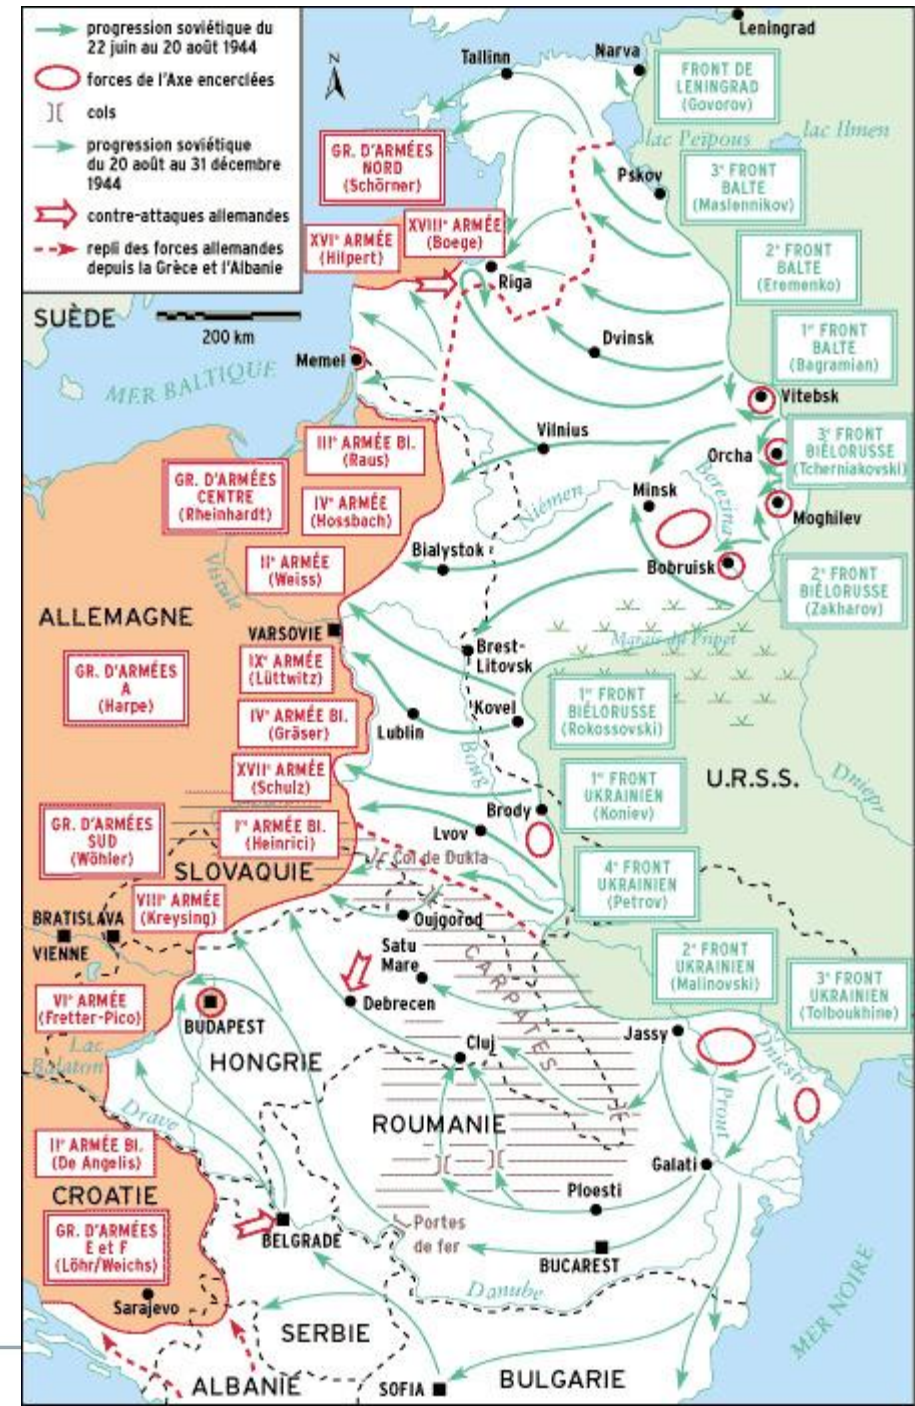 progression soviétique du
22 juin au 20 août 1944
forces de l'Axe encerclées
cols
progression soviétique
du 20 août au 31 décembre
1944
contre-attaques allemandes
repli des forces allemandes
depuis la Grèce et l'Albanie
N
Leningrad
Tallinn
Narva
FRONT DE
LENINGRAD
(Govorov)
lac Peïpous
lac Ilmen
GR. D'ARMÉES
NORD
(Schörner)
Pskov
3e FRONT
BALTE
(Maslennikov)
XVIe ARMÉE
(Hilpert)
XVIIIe ARMÉE
(Boege)
2e FRONT
BALTE
(Eremenko)
Riga
SUÈDE
200 km
Dvinsk
1er FRONT
BALTE
(Bagramian)
MER BALTIQUE
Memel
Vitebsk
IIIe ARMÉE Bl.
(Raus)
Vilnius
Orcha
3e FRONT
BIÉLORUSSE
(Tcherniakovski)
GR. D'ARMÉES
CENTRE
(Rheinhardt)
IVe ARMÉE
(Hossbach)
Niémen
Minsk
Berezina
Moghilev
IIe ARMÉE
(Weiss)
Bialystok
Bobruisk
2e FRONT
BIÉLORUSSE
(Zakharov)
Vistule
ALLEMAGNE
VARSOVIE
Marais du Pripet
Brest-
Litovsk
GR. D'ARMÉES
A
(Harpe)
IXe ARMÉE
(Lüttwitz)
IVe ARMÉE Bl.
(Gräser)
Lublin
Kovel
1er FRONT
BIÉLORUSSE
(Rokossovski)
Boug
XVIIe ARMÉE
(Schulz)
U.R.S.S.
Dniepr
1er FRONT
UKRAINIEN
(Koniev)
Brody
GR. D'ARMÉES
SUD
(Wöhler)
Ire ARMÉE Bl.
(Heinrici)
Lvov
Col de Dukla
SLOVAQUIE
4e FRONT
UKRAINIEN
(Petrov)
VIIIe ARMÉE
(Kreysing)
BRATISLAVA
VIENNE
Oujgorod
Satu
Mare
CARPATES
2e FRONT
UKRAINIEN
(Malinovski)
3e FRONT
UKRAINIEN
(Tolboukhine)
VIe ARMÉE
(Fretter-Pico)
BUDAPEST
Debrecen
Lac
Balaton
HONGRIE
Cluj
Jassy
Dniestr
Prout
Drave
ROUMANIE
IIe ARMÉE Bl.
(De Angelis)
Galati
CROATIE
Ploesti
GR. D'ARMÉES
E et F
(Löhr/Weichs)
BELGRADE
Portes
de fer
BUCAREST
Danube
Sarajevo
SERBIE
MER NOIRE
ALBANIE
SOFIA
BULGARIE